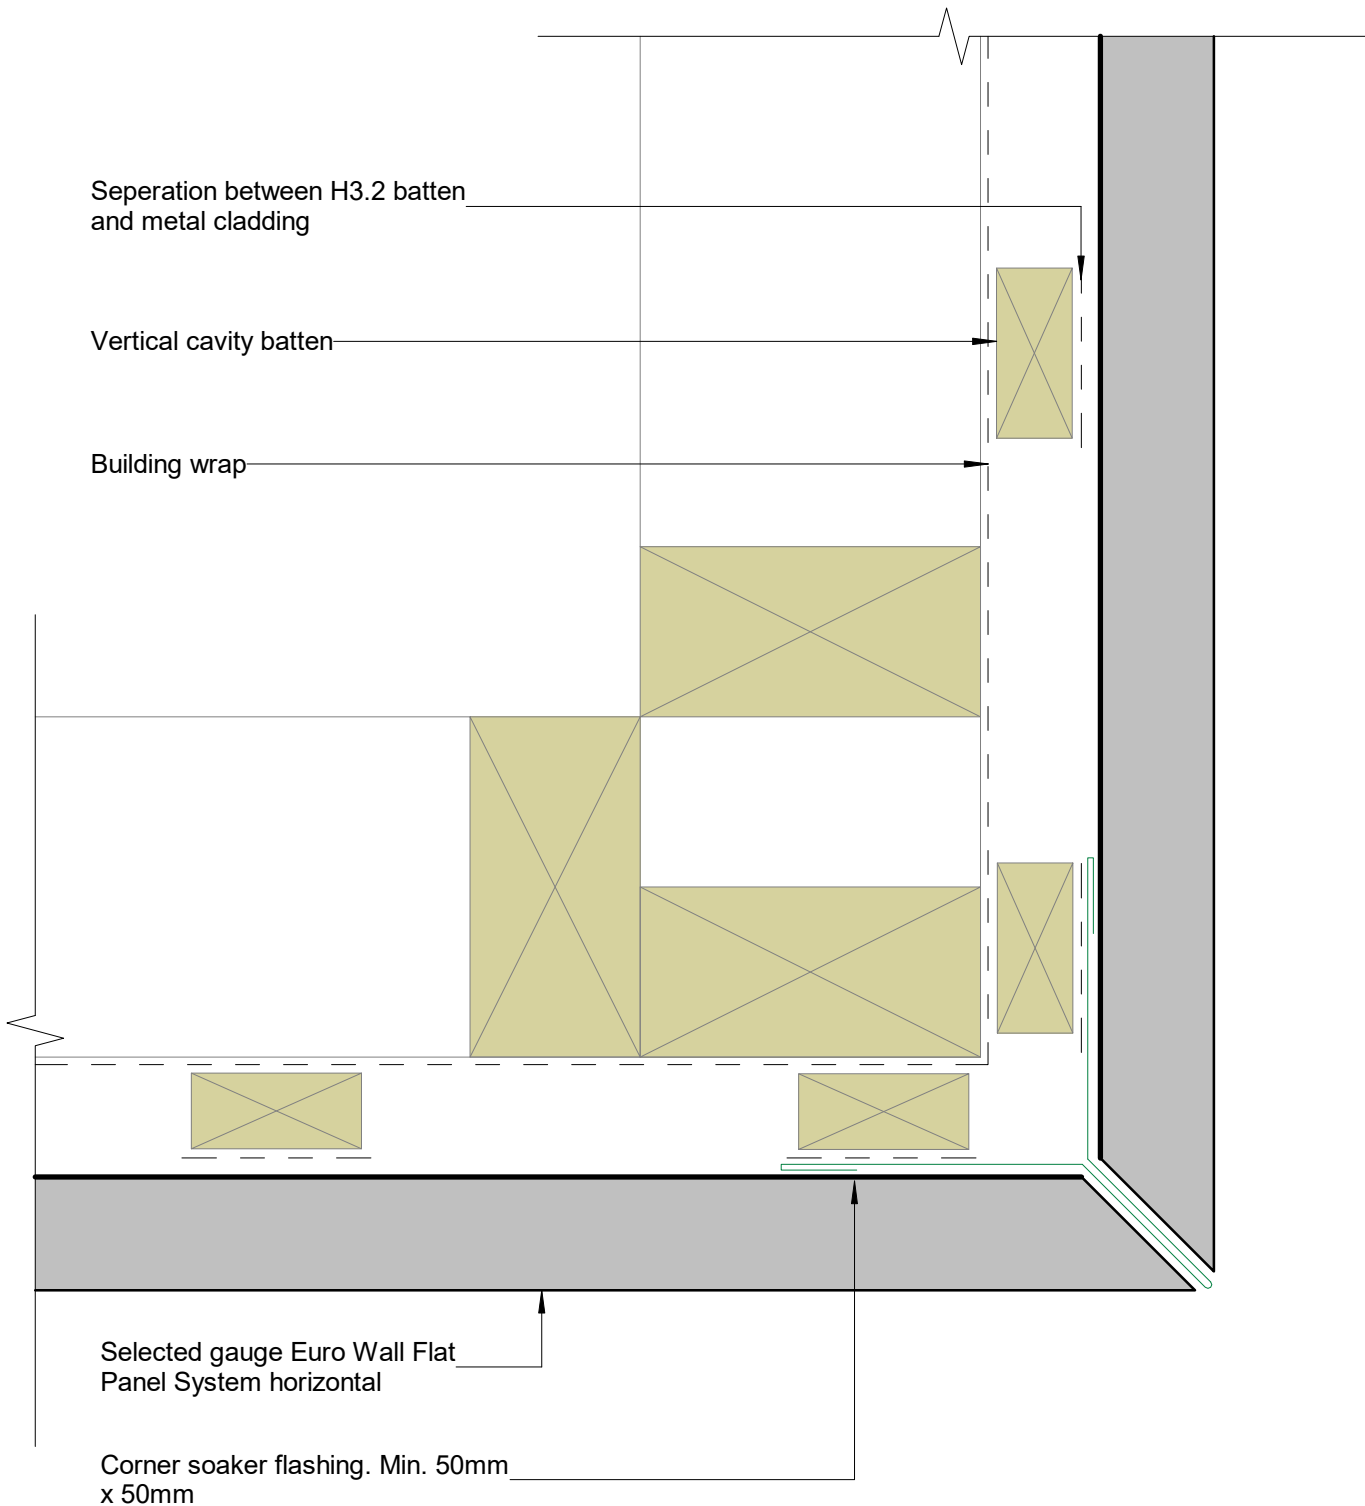 Seperation between H3.2 batten
and metal cladding
Vertical cavity batten
Building wrap
Selected gauge Euro Wall Flat
Panel System horizontal
Corner soaker flashing. Min. 50mm
x 50mm